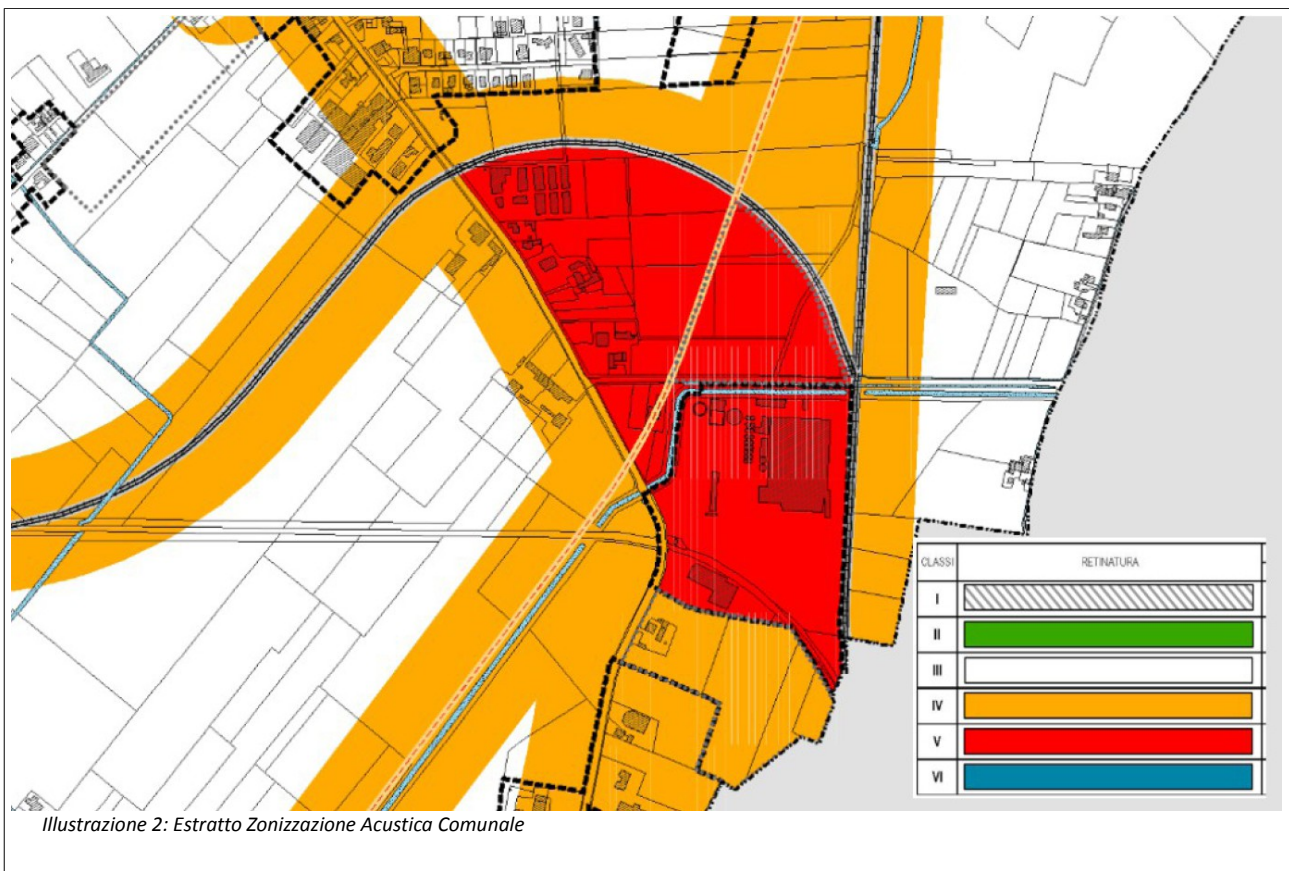 CLASSI RETINATURA
I
II
III
IV
V
VI
Illustrazione 2: Estratto Zonizzazione Acustica Comunale